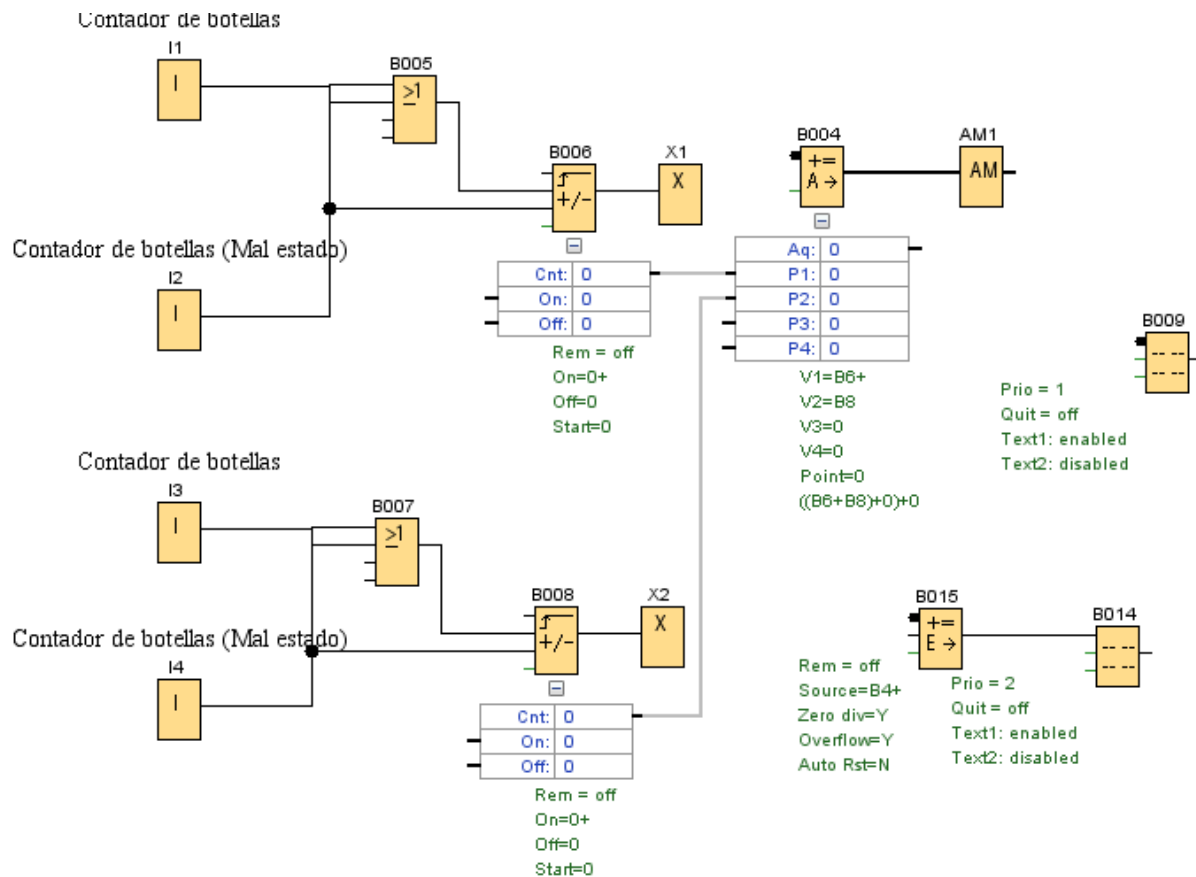 Contador de botellas
I1
I
B005
≥1
B006
+/-
X1
X
B004
+=
A→
AM1
AM
Contador de botellas (Mal estado)
I2
I
Cnt: 0
On: 0
Off: 0
Rem = off
On=0+
Off=0
Start=0
Aq: 0
P1: 0
P2: 0
P3: 0
P4: 0
V1=B6+
V2=B8
V3=0
V4=0
Point=0
((B6+B8)+0)+0
B009
Prio = 1
Quit = off
Text1: enabled
Text2: disabled
Contador de botellas
I3
I
B007
≥1
B008
+/-
X2
X
Contador de botellas (Mal estado)
I4
I
Cnt: 0
On: 0
Off: 0
Rem = off
On=0+
Off=0
Start=0
B015
+=
E→
B014
Rem = off
Source=B4+
Zero div=Y
Overflow=Y
Auto Rst=N
Prio = 2
Quit = off
Text1: enabled
Text2: disabled